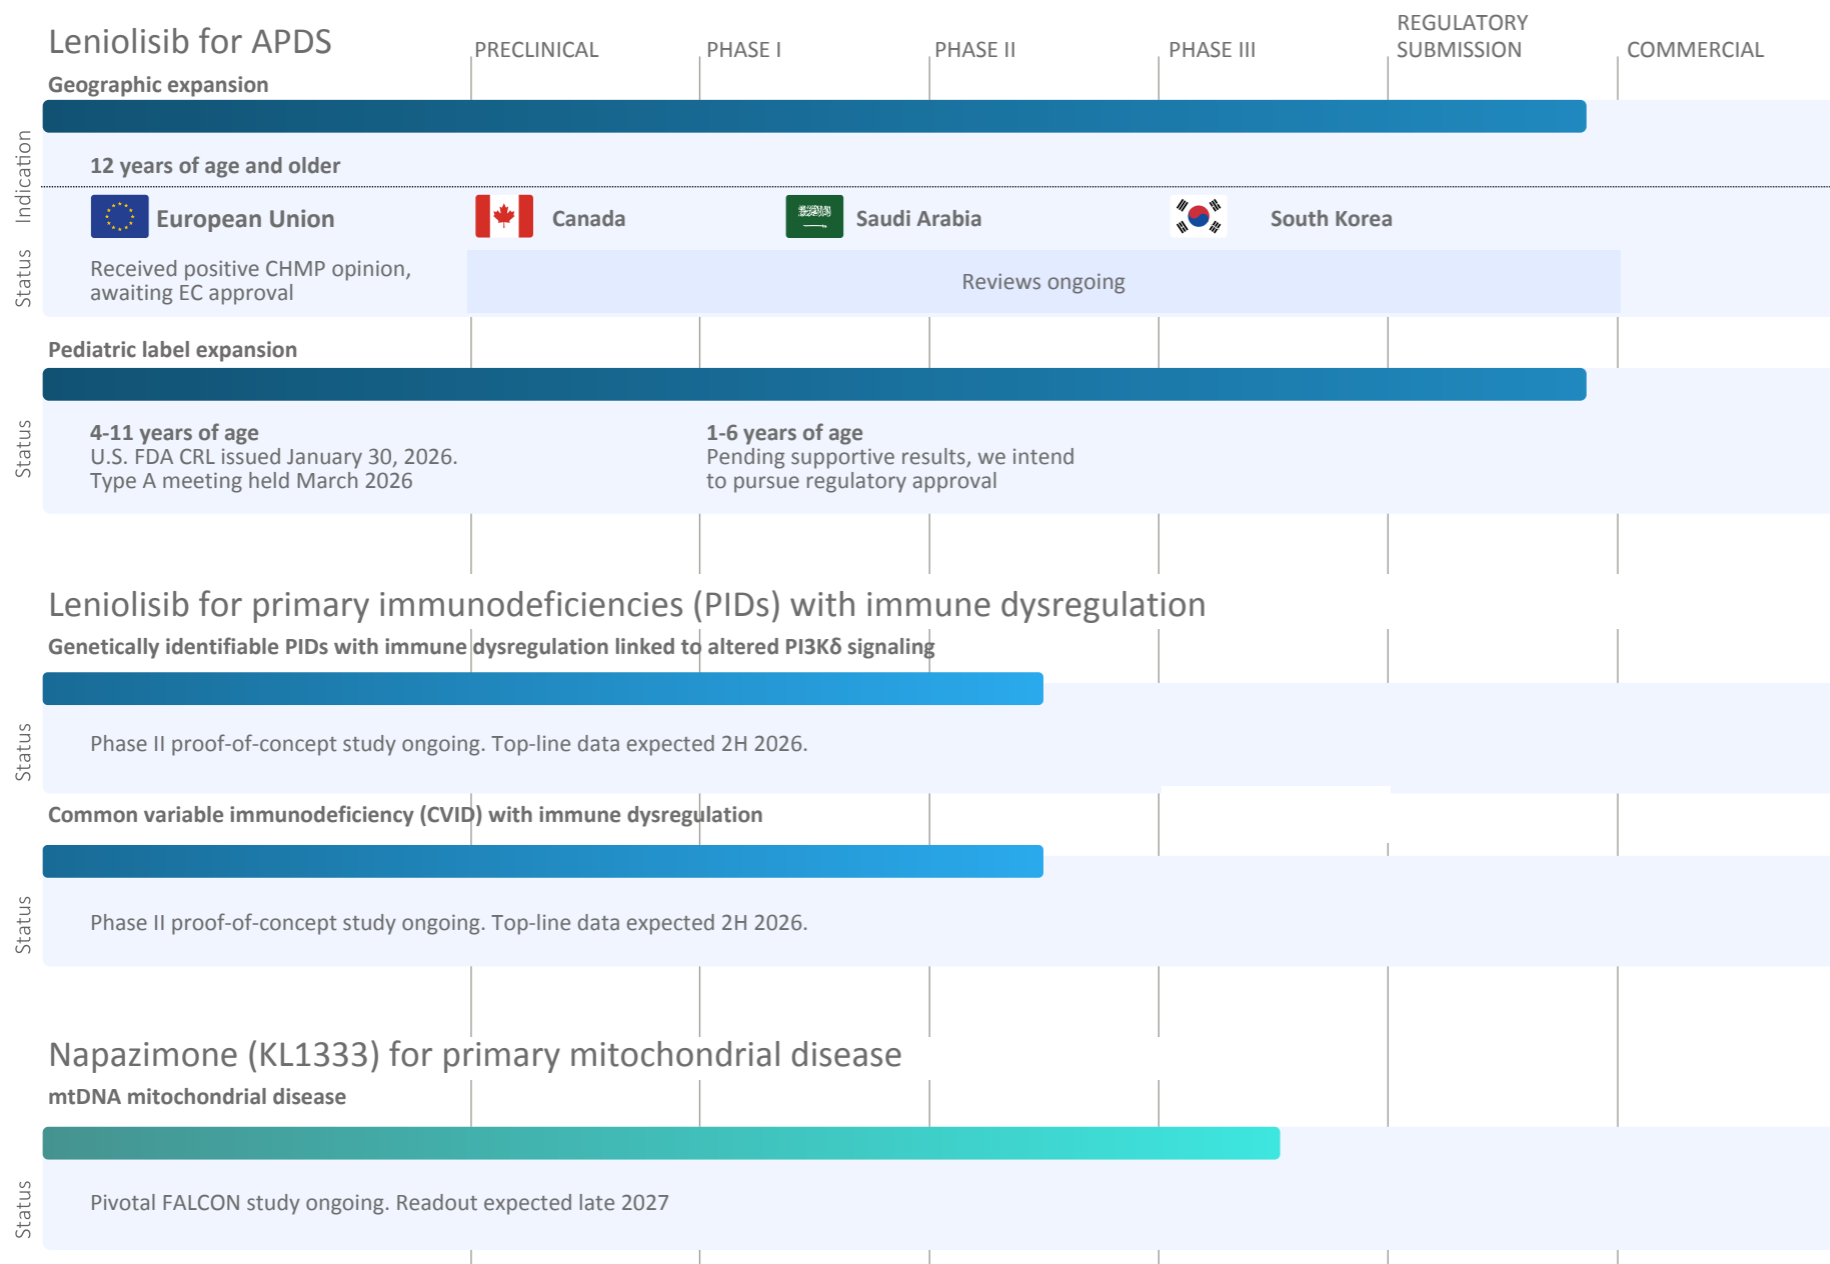 Leniolisib for APDS
PRECLINICAL
PHASE I
PHASE II
PHASE III
REGULATORY
SUBMISSION
COMMERCIAL
Geographic expansion
Indication
12 years of age and older
European Union
Canada
Saudi Arabia
South Korea
Status
Received positive CHMP opinion,
awaiting EC approval
Reviews ongoing
Pediatric label expansion
Status
4-11 years of age
U.S. FDA CRL issued January 30, 2026.
Type A meeting held March 2026
1-6 years of age
Pending supportive results, we intend
to pursue regulatory approval
Leniolisib for primary immunodeficiencies (PIDs) with immune dysregulation
Genetically identifiable PIDs with immune dysregulation linked to altered PI3Kδ signaling
Status
Phase II proof-of-concept study ongoing. Top-line data expected 2H 2026.
Common variable immunodeficiency (CVID) with immune dysregulation
Status
Phase II proof-of-concept study ongoing. Top-line data expected 2H 2026.
Napazimone (KL1333) for primary mitochondrial disease
mtDNA mitochondrial disease
Status
Pivotal FALCON study ongoing. Readout expected late 2027